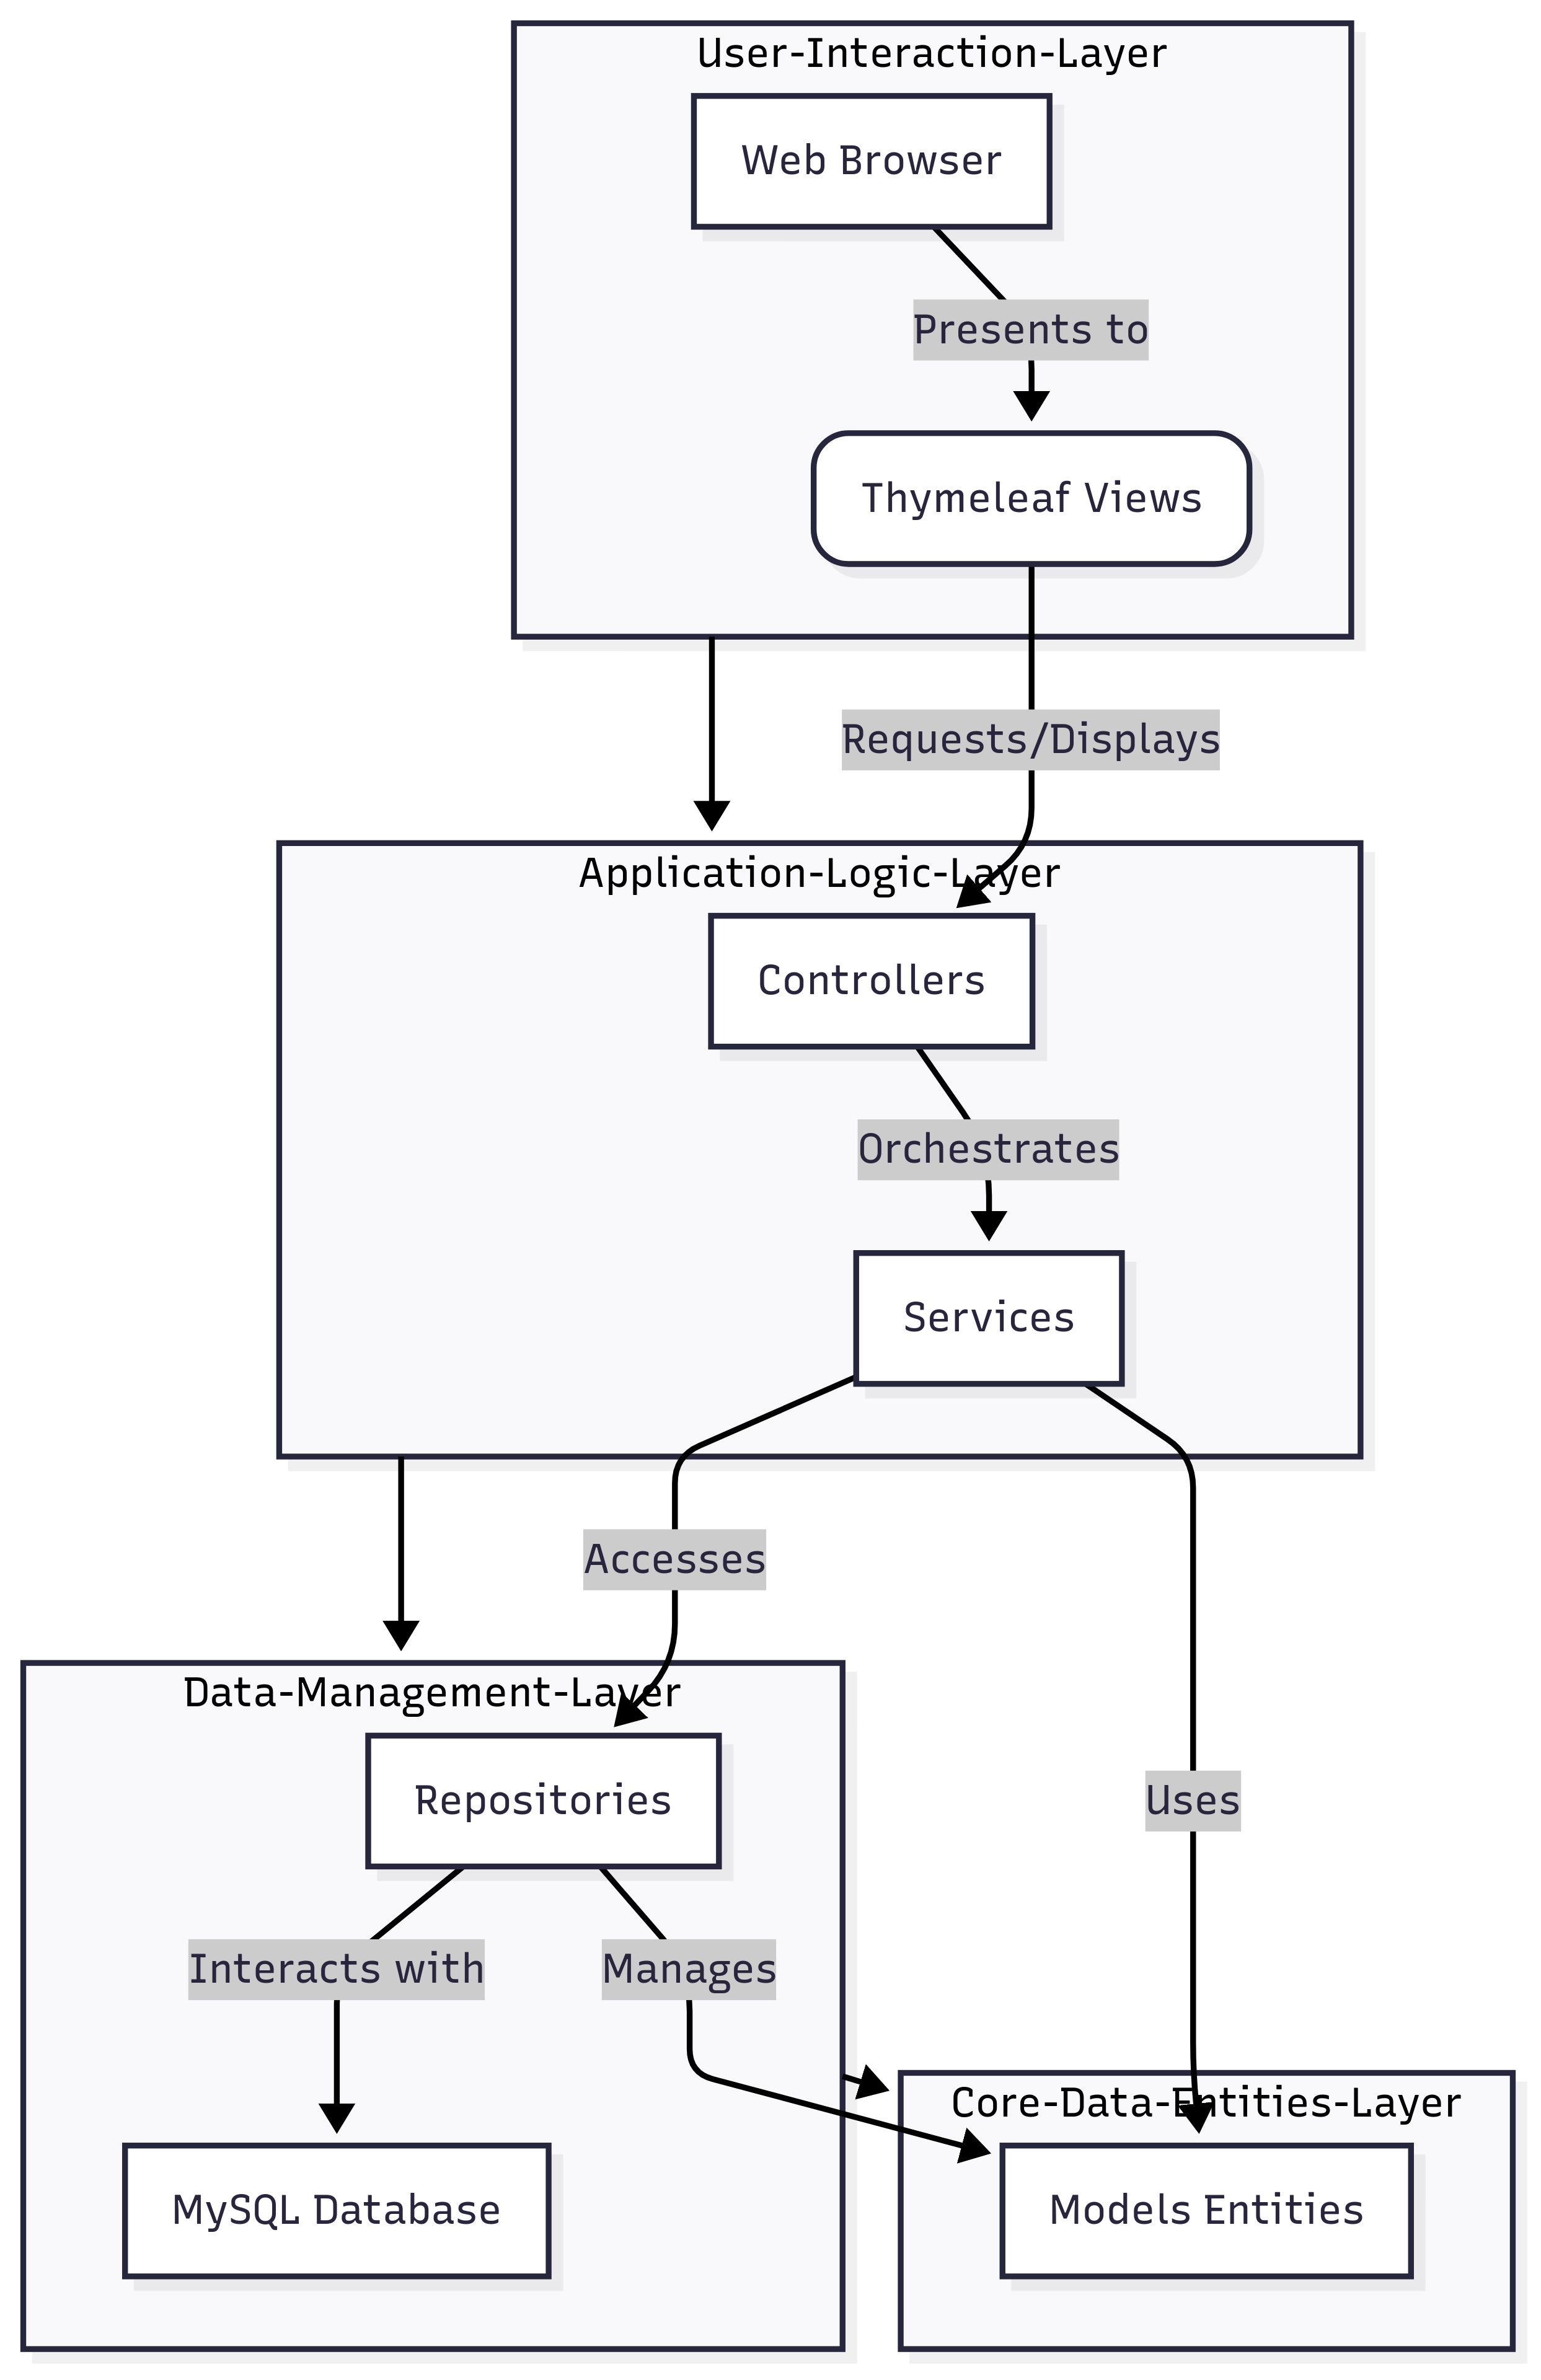 User-Interaction-Layer
Web Browser
Presents to
Thymeleaf Views
Requests/Displays
Application-Logic-Layer
Controllers
Orchestrates
Services
Accesses
Data-Management-Layer
Repositories
Uses
Interacts with
Manages
Core-Data-Entities-Layer
MySQL Database
Models Entities